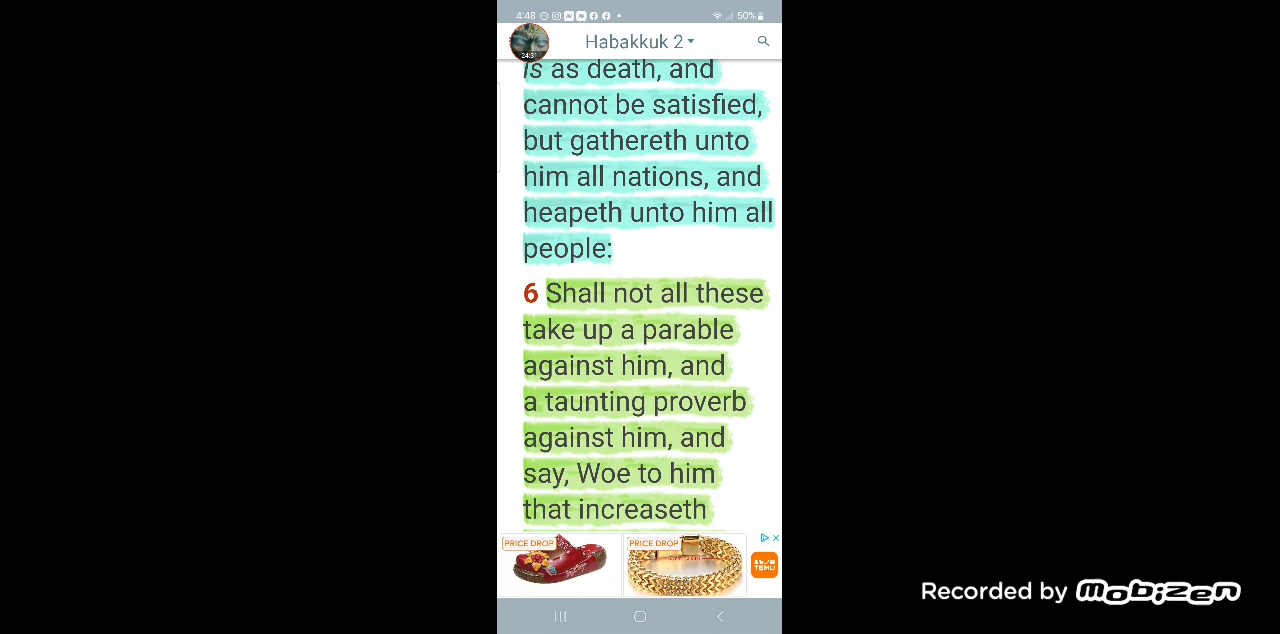 4:48
50%
24:31
Habakkuk 2
is as death, and
cannot be satisfied,
but gathereth unto
him all nations, and
heapeth unto him all
people:
6 Shall not all these
take up a parable
against him, and
a taunting proverb
against him, and
say, Woe to him
that increaseth
PRICE DROP
PRICE DROP
TEMU
Recorded by mobizen